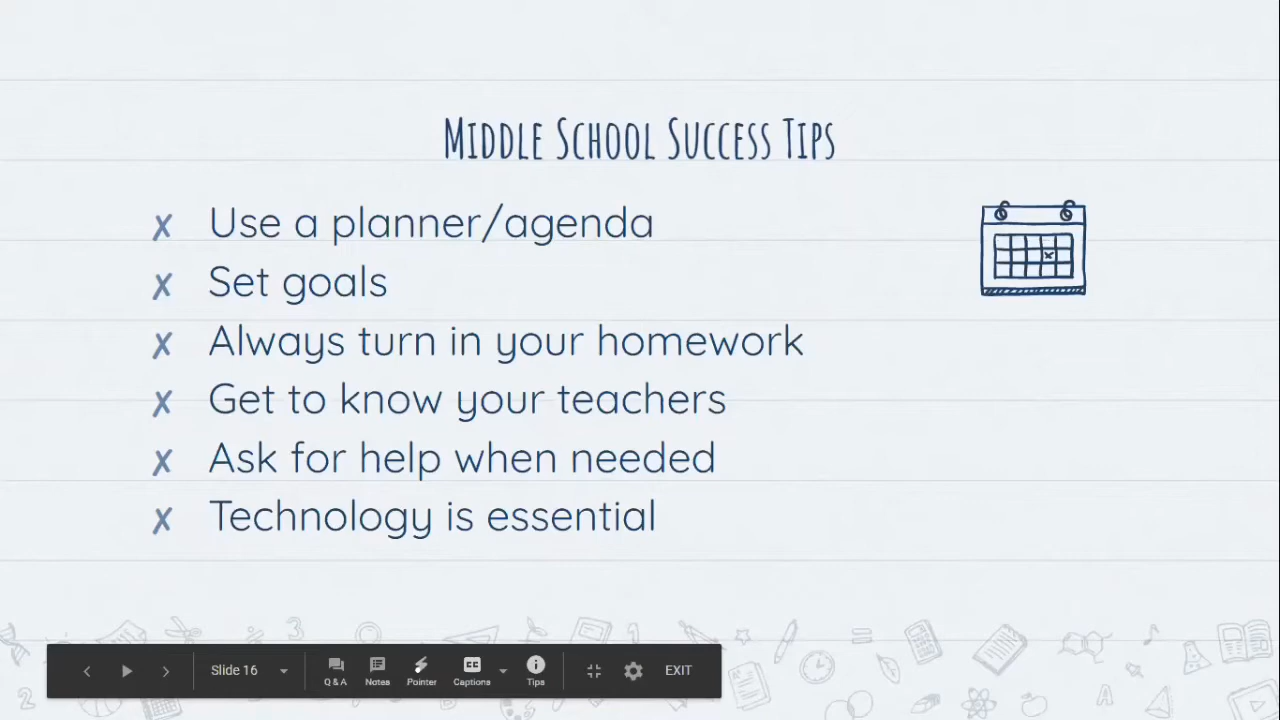 Middle School Success Tips
✗ Use a planner/agenda
✗ Set goals
✗ Always turn in your homework
✗ Get to know your teachers
✗ Ask for help when needed
✗ Technology is essential
Slide 16
Q & A
Notes
Pointer
CC
Captions
Tips
EXIT